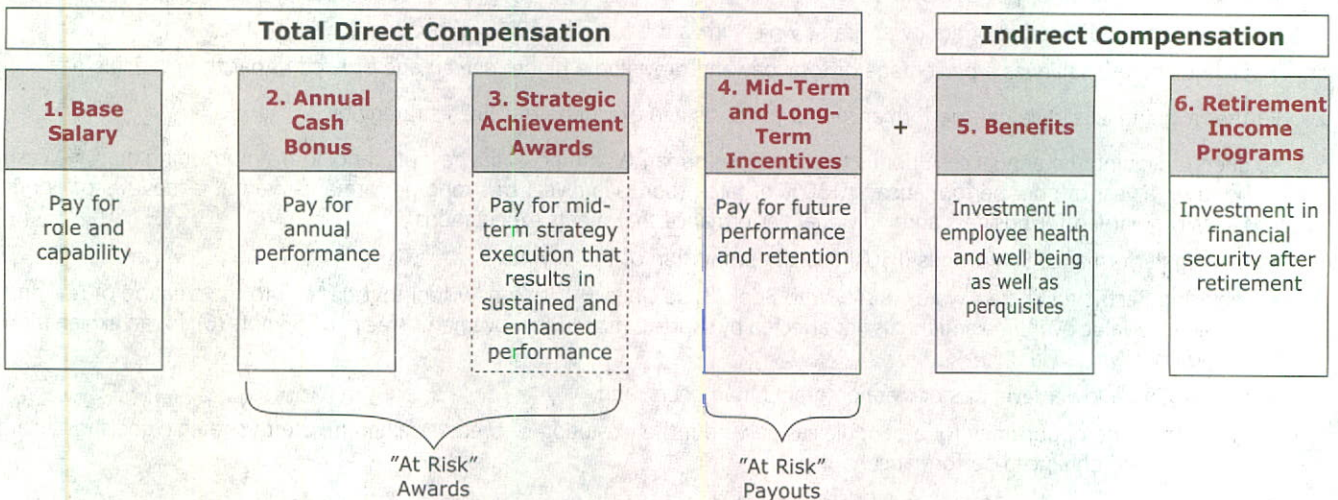 Total Direct Compensation
Indirect Compensation
1. Base
Salary
Pay for
role and
capability
2. Annual
Cash
Bonus
Pay for
annual
performance
3. Strategic
Achievement
Awards
Pay for mid-
term strategy
execution that
results in
sustained and
enhanced
performance
4. Mid-Term
and Long-
Term
Incentives
Pay for future
performance
and retention
+
5. Benefits
Investment in
employee health
and well being
as well as
perquisites
6. Retirement
Income
Programs
Investment in
financial
security after
retirement
"At Risk"
Awards
"At Risk"
Payouts